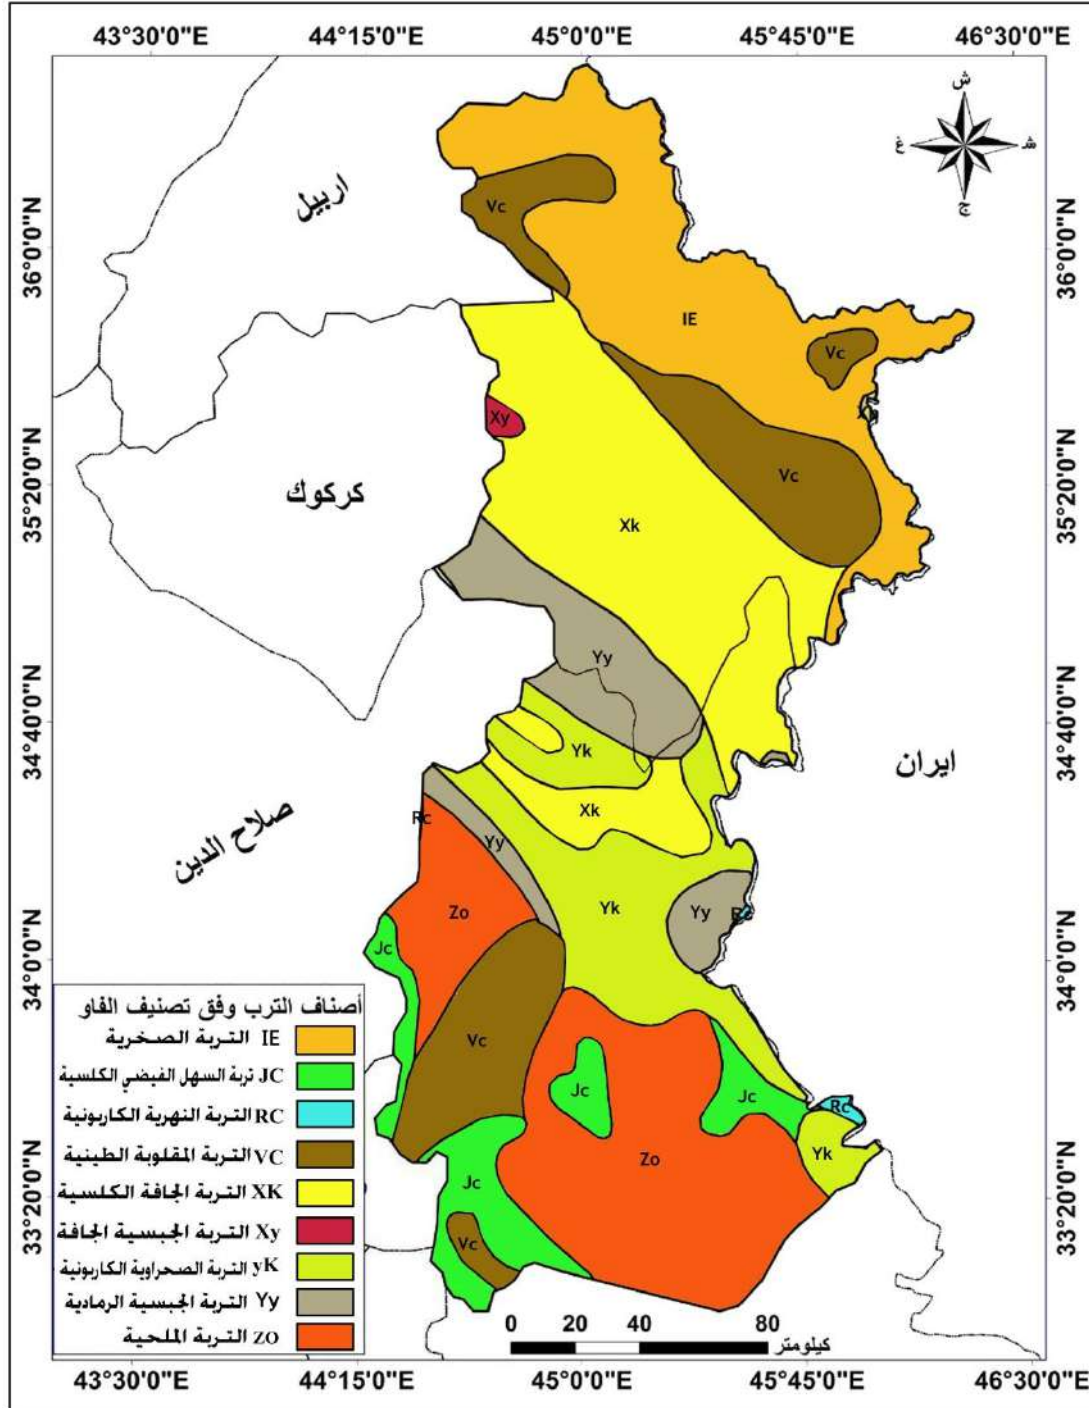 43°30'0"E 44°15'0"E 45°0'0"E 45°45'0"E 46°30'0"E
ش
غ
ش
ج
اربيل
Vc
36°0'0"N
36°0'0"N
IE
Vc
Xy
كركوك
Vc
35°20'0"N
35°20'0"N
Xk
Yy
34°40'0"N
34°40'0"N
Yk
ايران
Xk
صلاح الدين
Rc
Yy
Zo
Yk
Yy
Jc
34°0'0"N
34°0'0"N
Vc
Jc
Jc
Rc
Zo
Yk
Jc
33°20'0"N
33°20'0"N
Vc
أصناف الترب وفق تصنيف الفاو
IE التربة الصخرية
JC تربة السهل الفيضي الكلسية
RC التربة النهرية الكاربونية
VC التربة المقلوبة الطينية
XK التربة الجافة الكلسية
Xy التربة الجبسية الجافة
yK التربة الصحراوية الكاربونية
Yy التربة الجبسية الرمادية
ZO التربة الملحية
0 20 40 80
كيلومتر
43°30'0"E 44°15'0"E 45°0'0"E 45°45'0"E 46°30'0"E